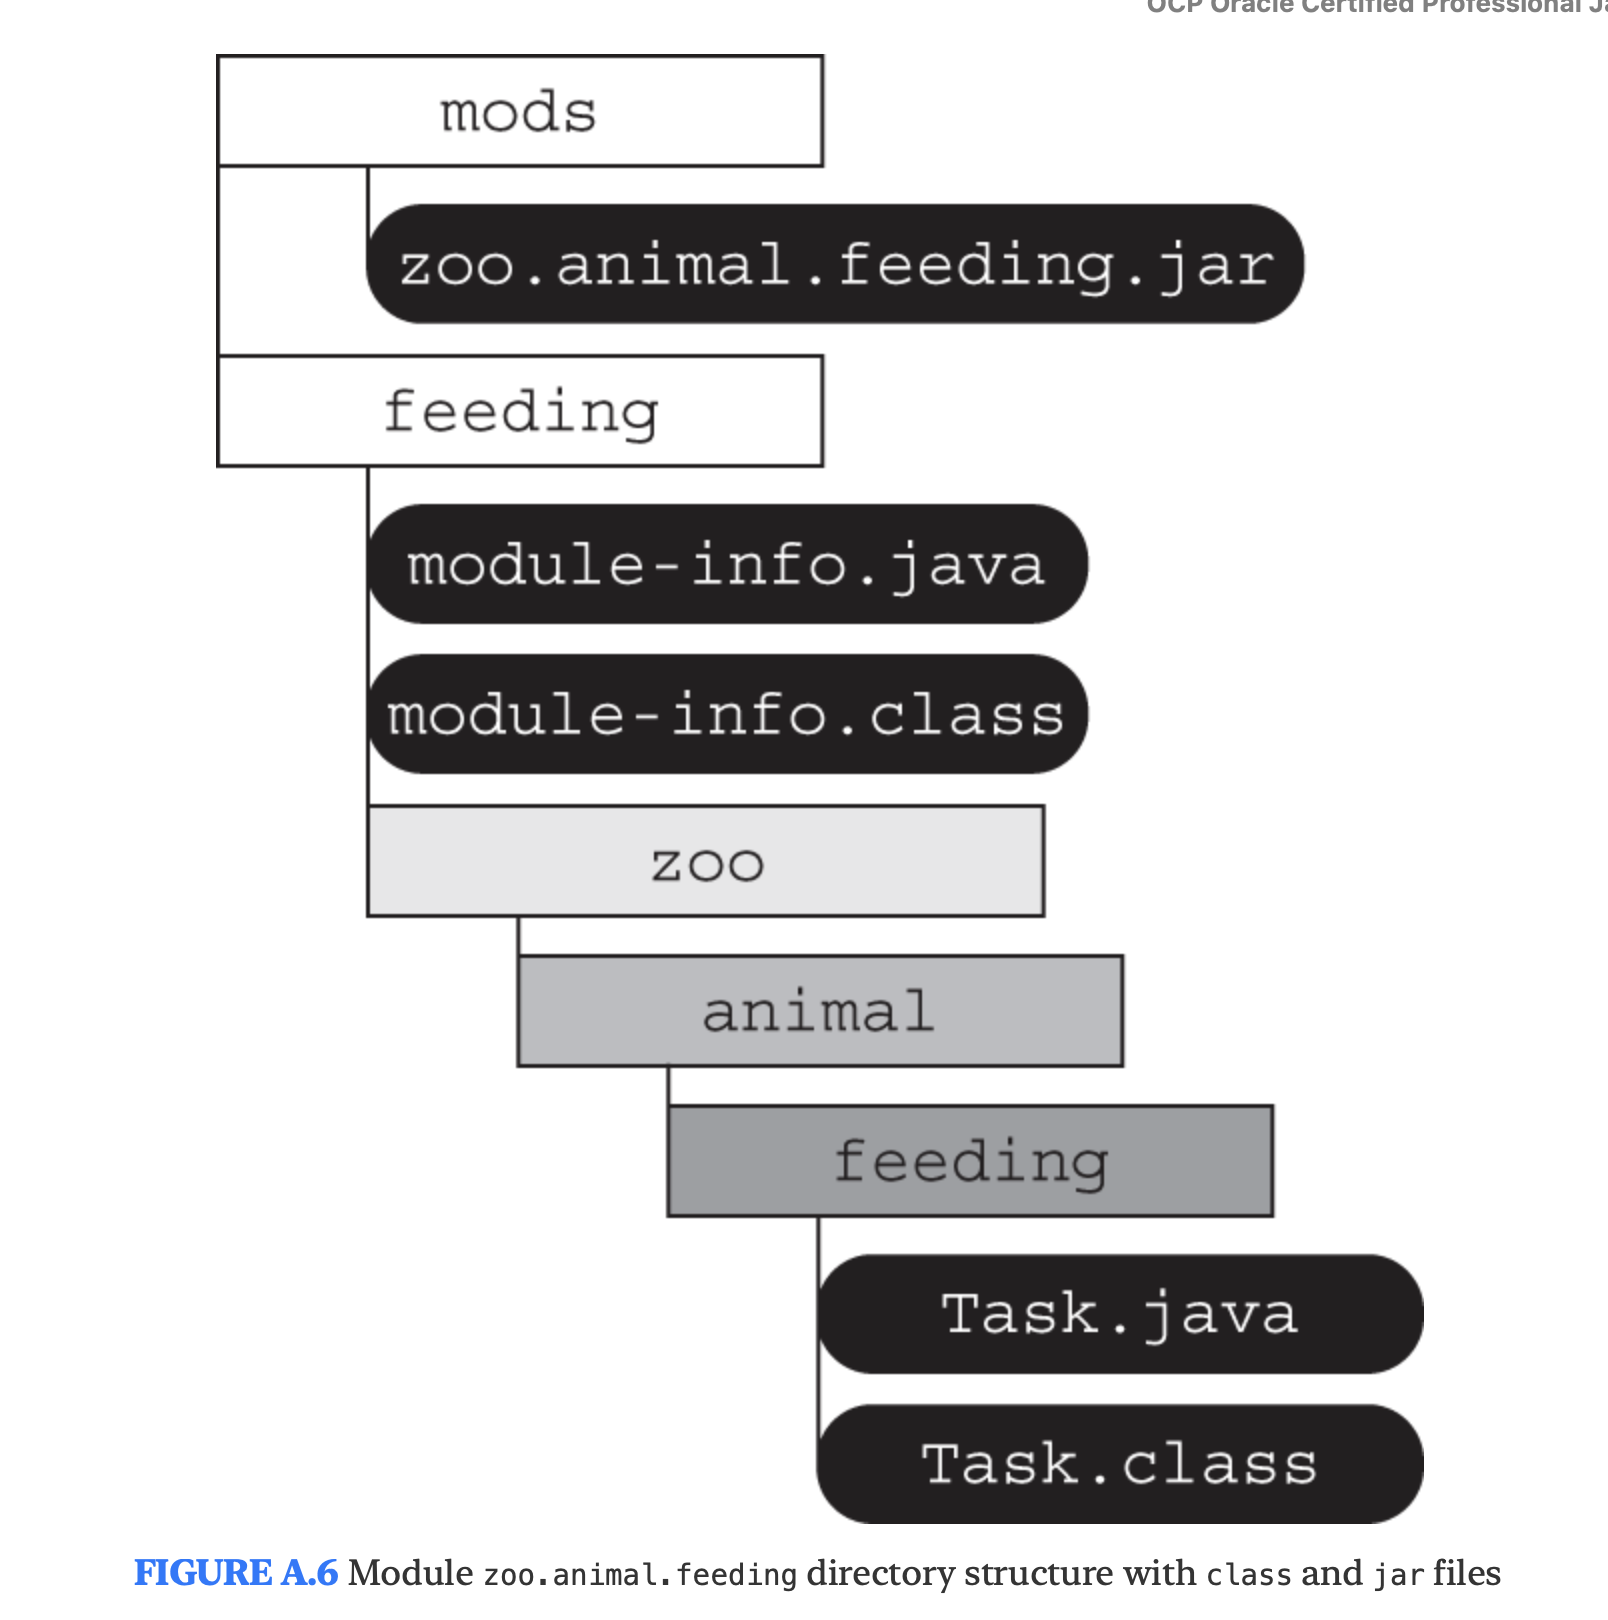 OCP Oracle Certified Professional
mods
zoo.animal.feeding.jar
feeding
module-info.java
module-info.class
zoo
animal
feeding
Task.java
Task.class
FIGURE A.6 Module zoo.animal.feeding directory structure with class and jar files